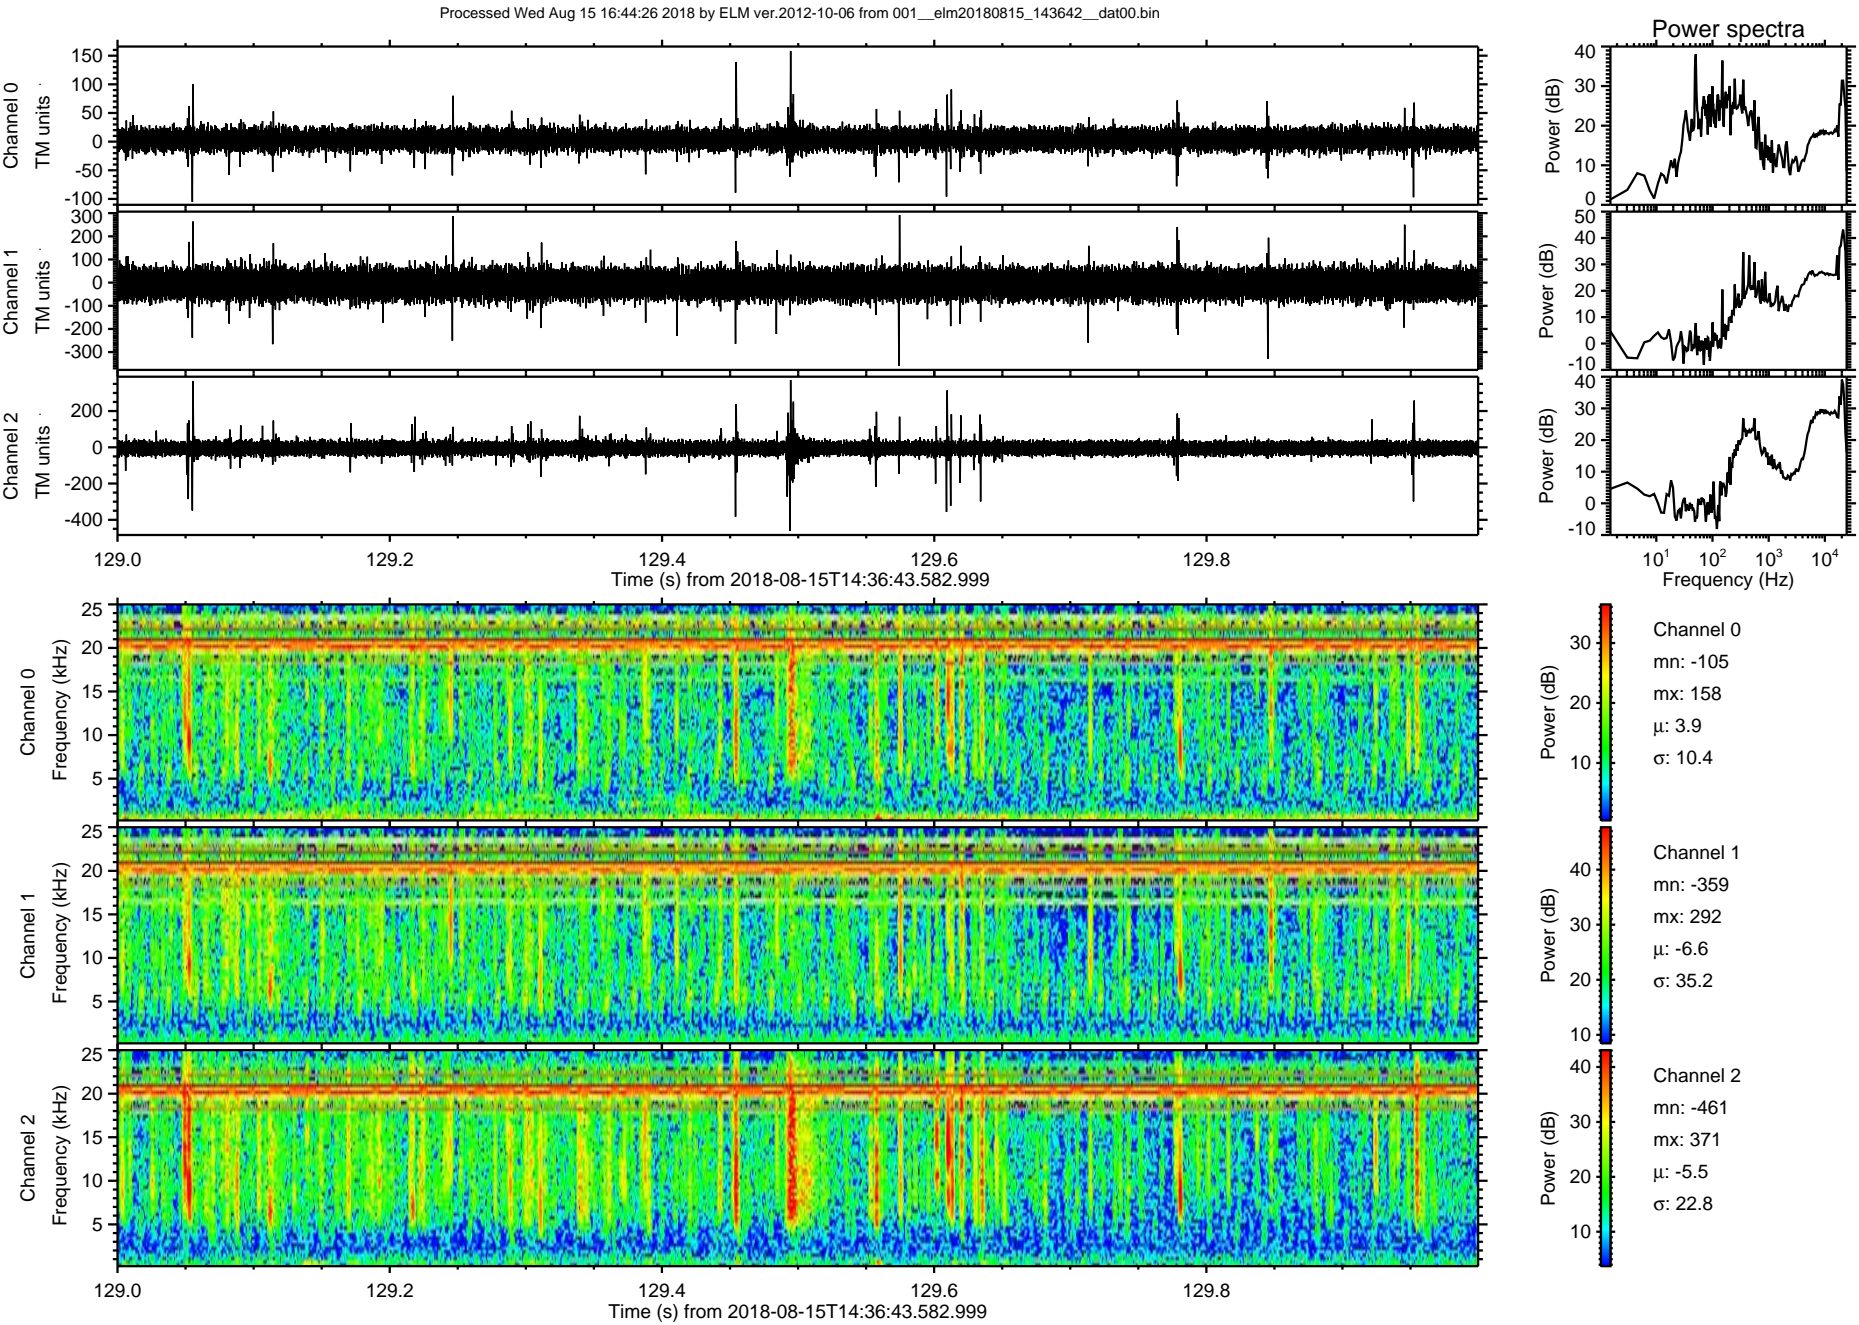 Processed Wed Aug 15 16:44:26 2018 by ELM ver.2012-10-06 from 001__elm20180815_143642__dat00.bin
Power spectra
Channel 0
TM units
150
100
50
0
-50
-100
Power (dB)
40
30
20
10
0
Channel 1
TM units
300
200
100
0
-100
-200
-300
Power (dB)
50
40
30
20
10
0
-10
Channel 2
TM units
200
0
-200
-400
Power (dB)
40
30
20
10
0
-10
129.0 129.2 129.4 129.6 129.8
Time (s) from 2018-08-15T14:36:43.582.999
10¹ 10² 10³ 10⁴
Frequency (Hz)
Channel 0
Frequency (kHz)
25
20
15
10
5
Power (dB)
30
20
10
Channel 0
mn: -105
mx: 158
μ: 3.9
σ: 10.4
Channel 1
Frequency (kHz)
25
20
15
10
5
Power (dB)
40
30
20
10
Channel 1
mn: -359
mx: 292
μ: -6.6
σ: 35.2
Channel 2
Frequency (kHz)
25
20
15
10
5
Power (dB)
40
30
20
10
Channel 2
mn: -461
mx: 371
μ: -5.5
σ: 22.8
129.0 129.2 129.4 129.6 129.8
Time (s) from 2018-08-15T14:36:43.582.999